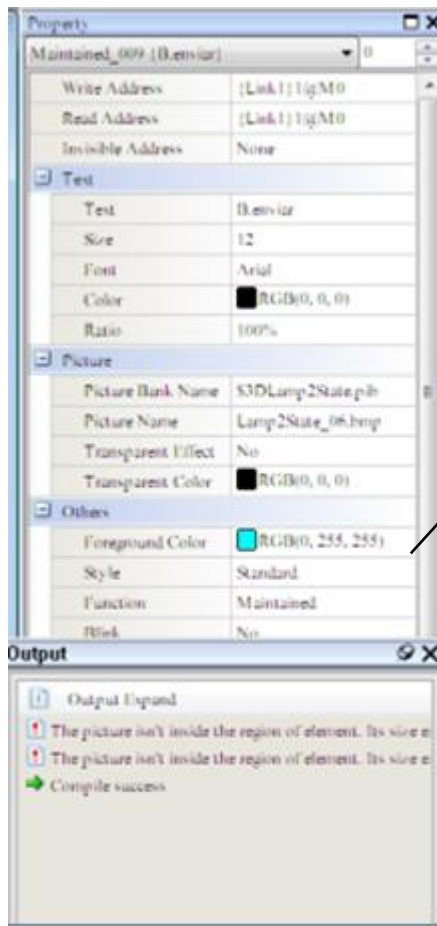 Property
Maintained_009 {B.enviar} 0
Write Address {Link1}1@M0
Read Address {Link1}1@M0
Invisible Address None
Text
Text B.enviar
Size 12
Font Arial
Color RGB(0, 0, 0)
Ratio 100%
Picture
Picture Bank Name S3DLamp2State.pib
Picture Name Lamp2State_06.bmp
Transparent Effect No
Transparent Color RGB(0, 0, 0)
Others
Foreground Color RGB(0, 255, 255)
Style Standard
Function Maintained
Blink No
Output
Output Expand
The picture isn't inside the region of element. Its size e
The picture isn't inside the region of element. Its size e
Compile success